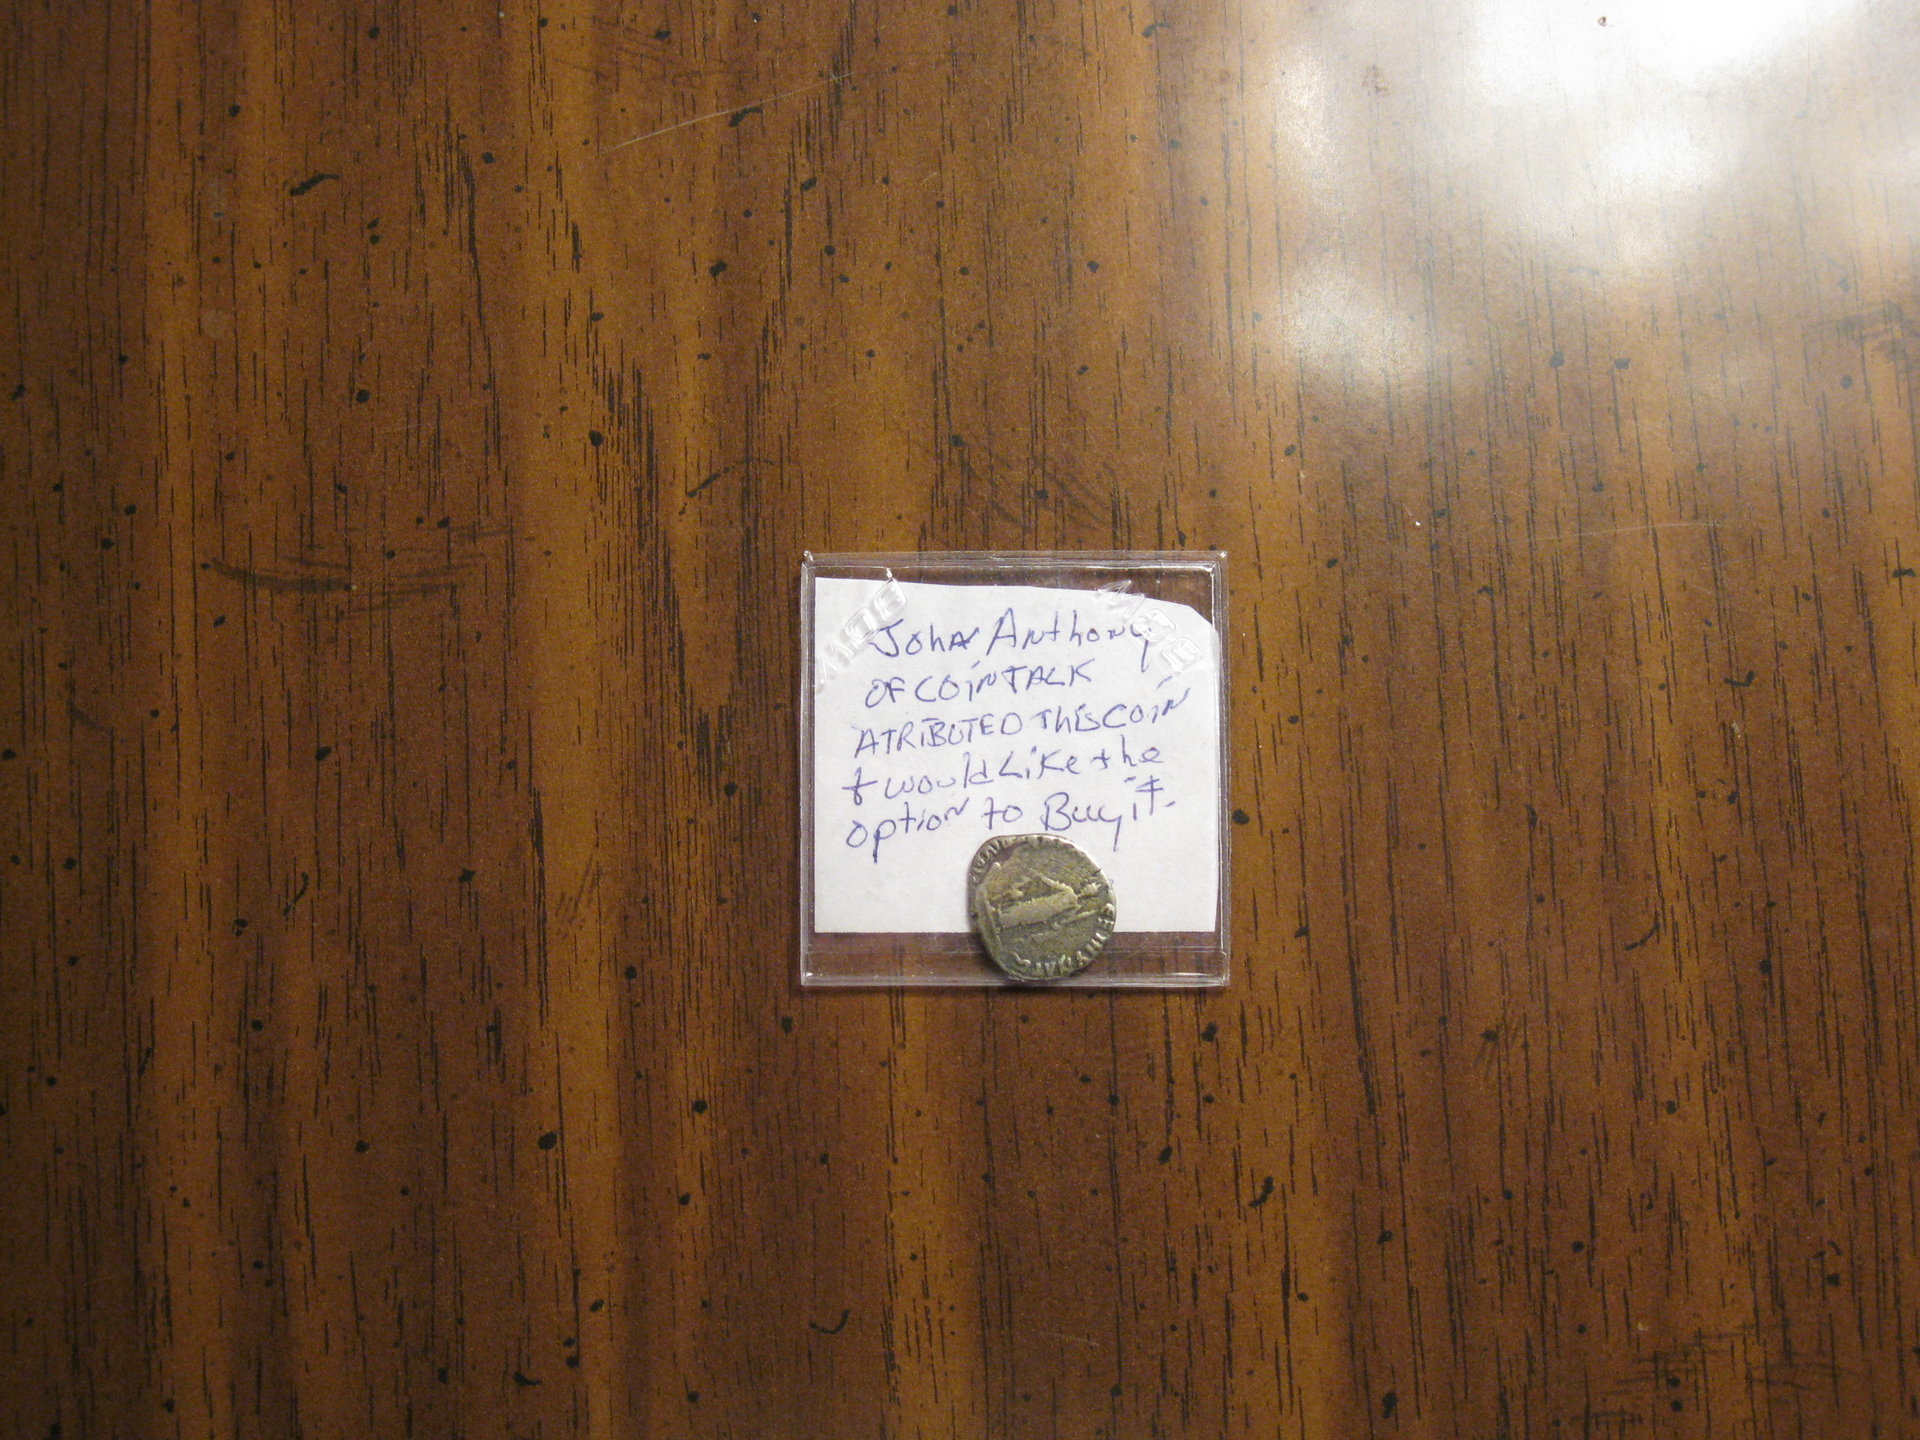 John Anthony
OF COINTALK
ATRIBUTED THIS COIN
& would Like the
option to Buy it.